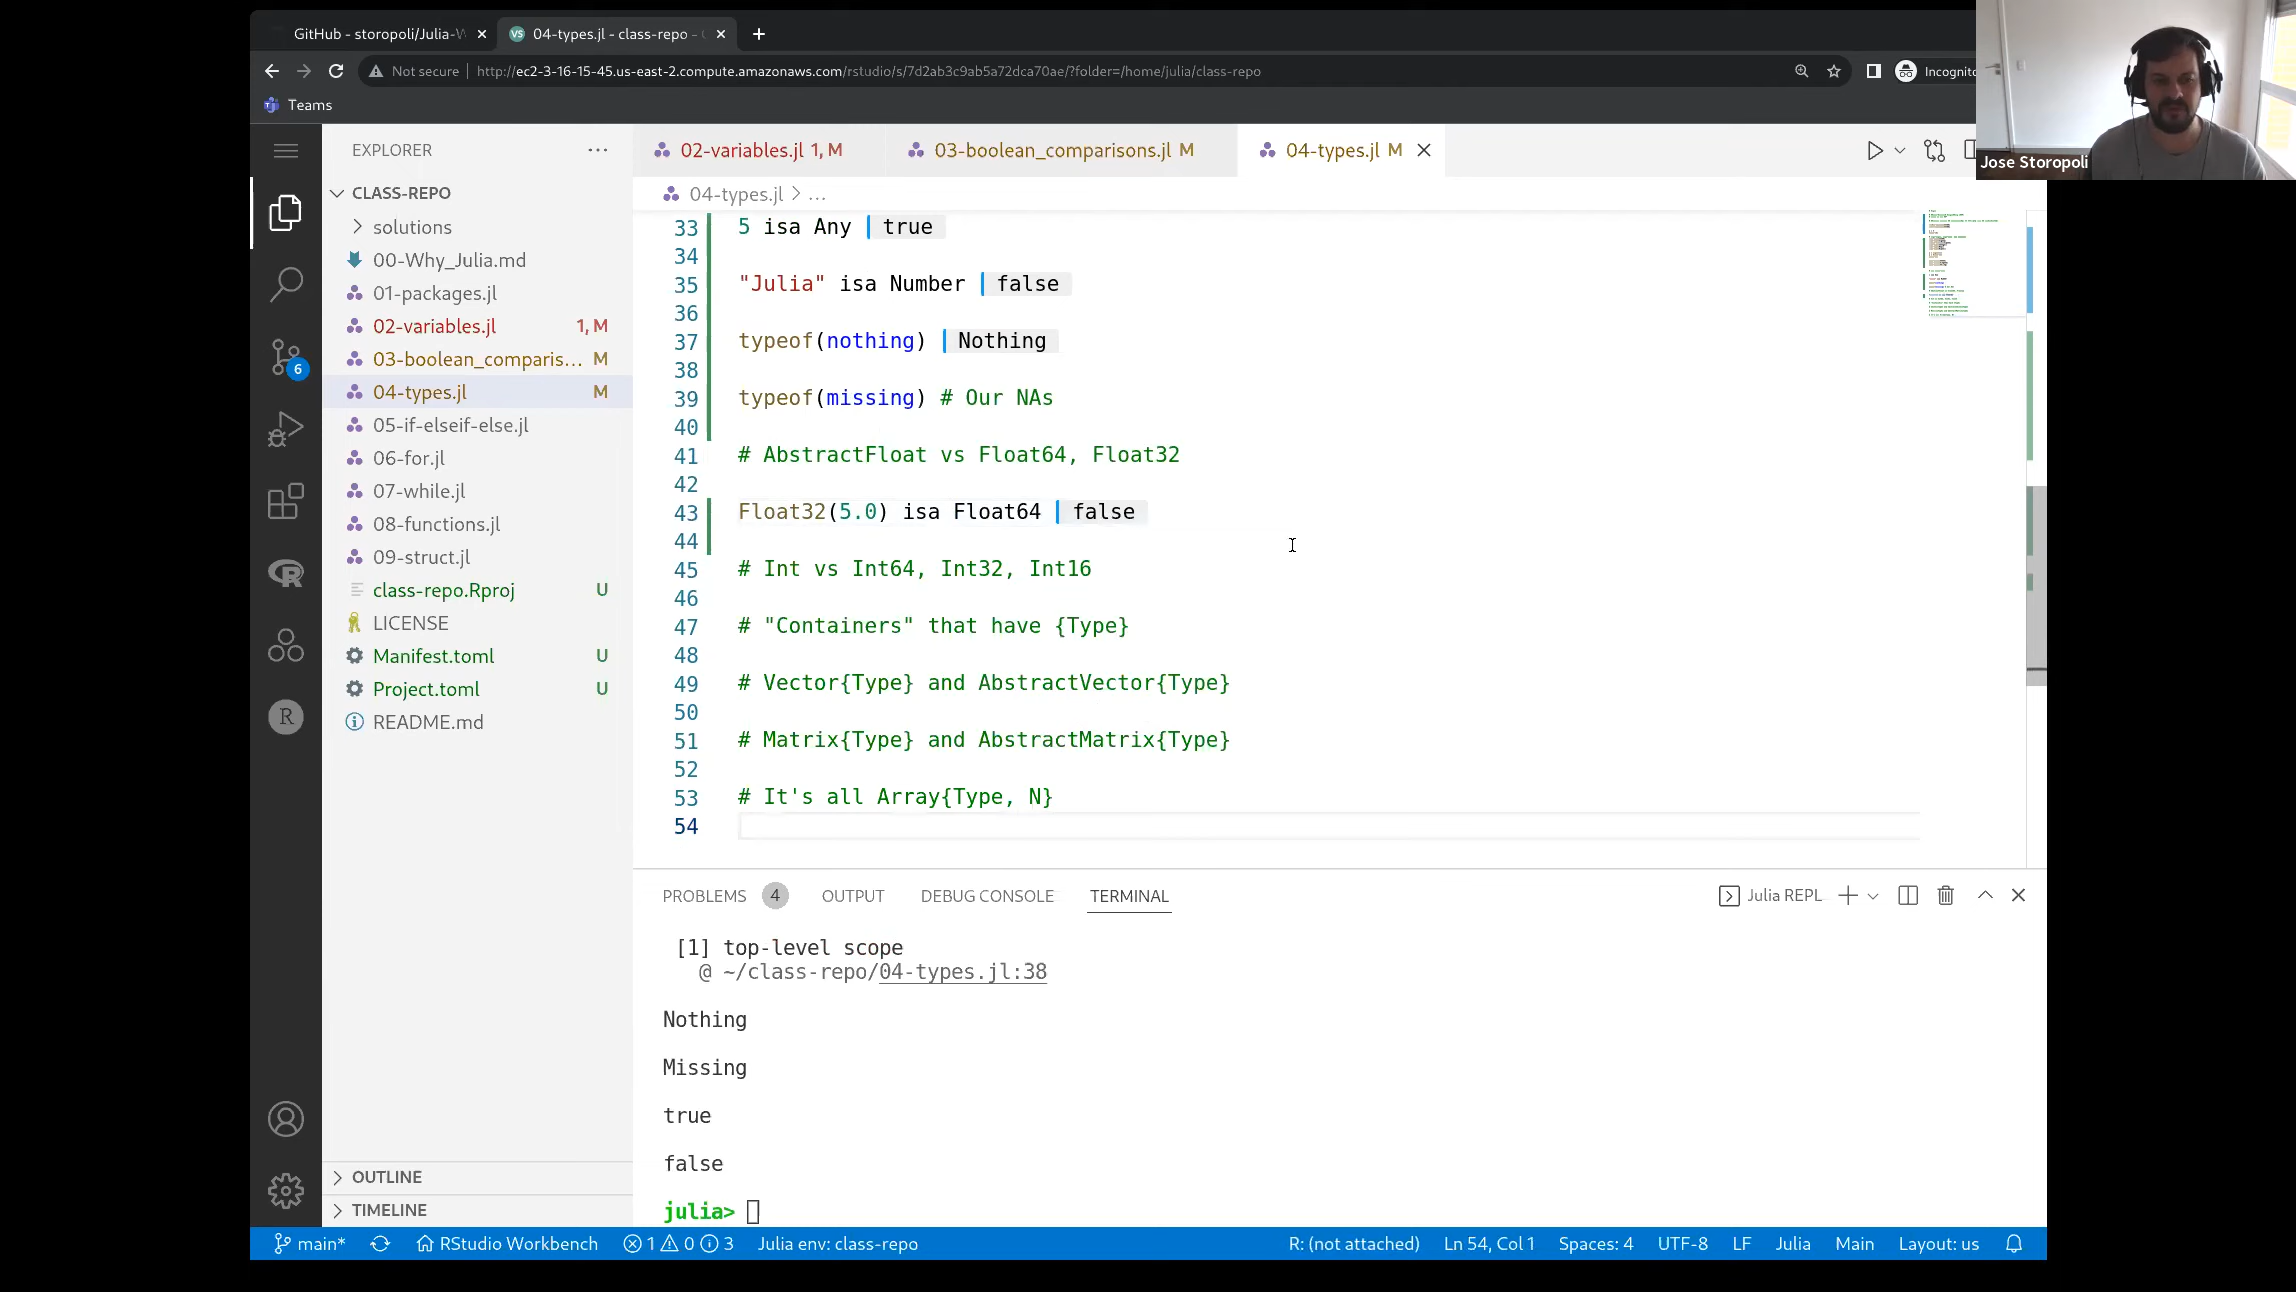 GitHub - storopoli/Julia-W
04-types.jl - class-repo -
Not secure
http://ec2-3-16-15-45.us-east-2.compute.amazonaws.com/rstudio/s/7d2ab3c9ab5a72dca70ae/?folder=/home/julia/class-repo
Incognito
Teams
Jose Storopoli
EXPLORER
CLASS-REPO
solutions
00-Why_Julia.md
01-packages.jl
02-variables.jl 1, M
03-boolean_comparis... M
04-types.jl M
05-if-elseif-else.jl
06-for.jl
07-while.jl
08-functions.jl
09-struct.jl
class-repo.Rproj U
LICENSE
Manifest.toml U
Project.toml U
README.md
6
OUTLINE
TIMELINE
02-variables.jl 1, M
03-boolean_comparisons.jl M
04-types.jl M
04-types.jl > ...
33 5 isa Any true
34
35 "Julia" isa Number false
36
37 typeof(nothing) Nothing
38
39 typeof(missing) # Our NAs
40
41 # AbstractFloat vs Float64, Float32
42
43 Float32(5.0) isa Float64 false
44
45 # Int vs Int64, Int32, Int16
46
47 # "Containers" that have {Type}
48
49 # Vector{Type} and AbstractVector{Type}
50
51 # Matrix{Type} and AbstractMatrix{Type}
52
53 # It's all Array{Type, N}
54
PROBLEMS 4 OUTPUT DEBUG CONSOLE TERMINAL
Julia REPL
[1] top-level scope
@ ~/class-repo/04-types.jl:38
Nothing
Missing
true
false
julia>
main* RStudio Workbench 1 0 3 Julia env: class-repo
R: (not attached) Ln 54, Col 1 Spaces: 4 UTF-8 LF Julia Main Layout: us